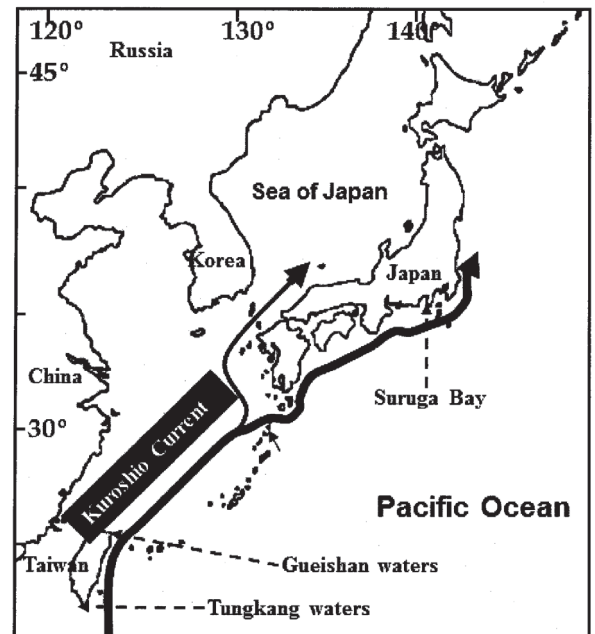 120° 130° 140°
Russia
45°
Sea of Japan
Korea
Japan
China
Suruga Bay
30°
Kuroshio Current
Pacific Ocean
Taiwan
Gueishan waters
Tungkang waters